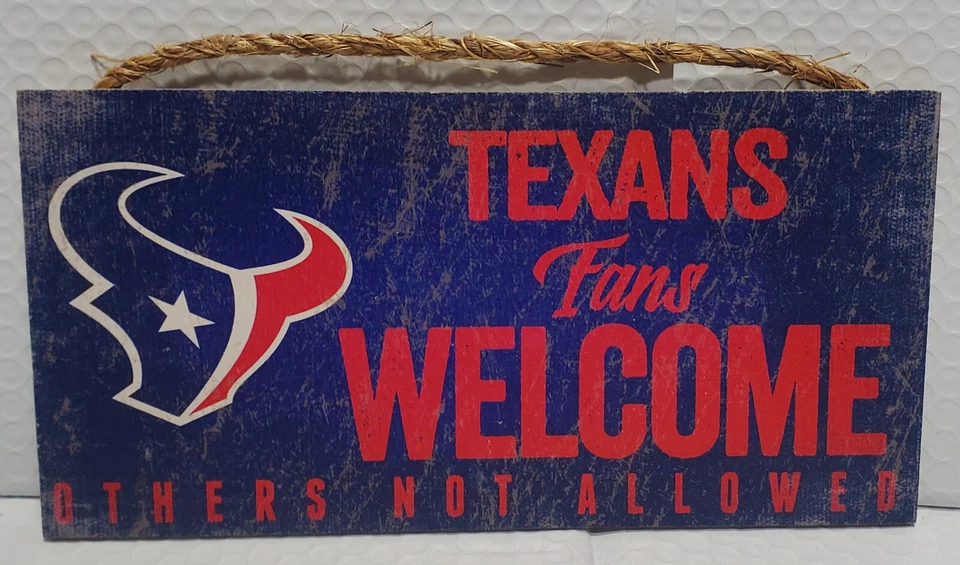 TEXANS
Fans
WELCOME
OTHERS NOT ALLOWED